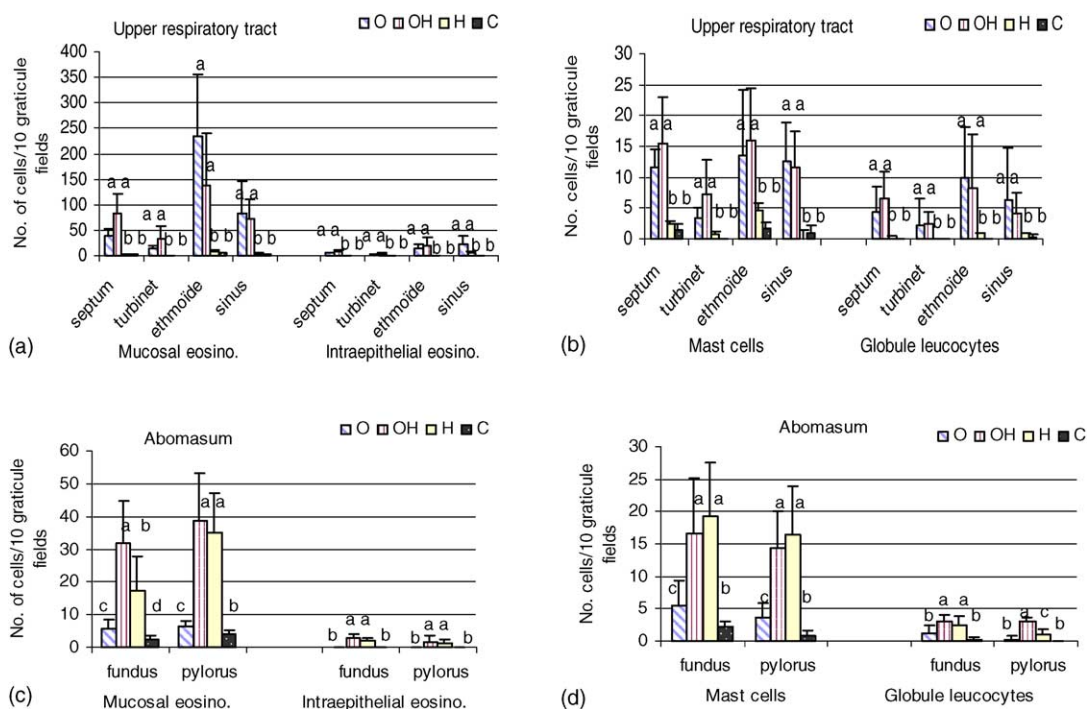 Upper respiratory tract
O OH H C
No. of cells/10 graticule
fields
400
350
300
250
200
150
100
50
0
a a b b a a b b a a b b a a b b
a a b b a a b b a a b b a a b b
septum turbinet ethmoïde sinus septum turbinet ethmoïde sinus
Mucosal eosino. Intraepithelial eosino.
(a)
Upper respiratory tract
O OH H C
No. cells/10 graticule
fields
30
25
20
15
10
5
0
a a b b a a b b a a b b a a b b
a a b b a a b b a a b b a a b b
septum turbinet ethmoïde sinus septum turbinet ethmoïde sinus
Mast cells Globule leucocytes
(b)
Abomasum
O OH H C
No. of cells/10 graticule
fields
60
50
40
30
20
10
0
c a b d c a a b
b a a b b a a b
fundus pylorus fundus pylorus
Mucosal eosino. Intraepithelial eosino.
(c)
Abomasum
O OH H C
No. cells/10 graticule
fields
30
25
20
15
10
5
0
c a a b c a a b
b a a b b a c b
fundus pylorus fundus pylorus
Mast cells Globule leucocytes
(d)